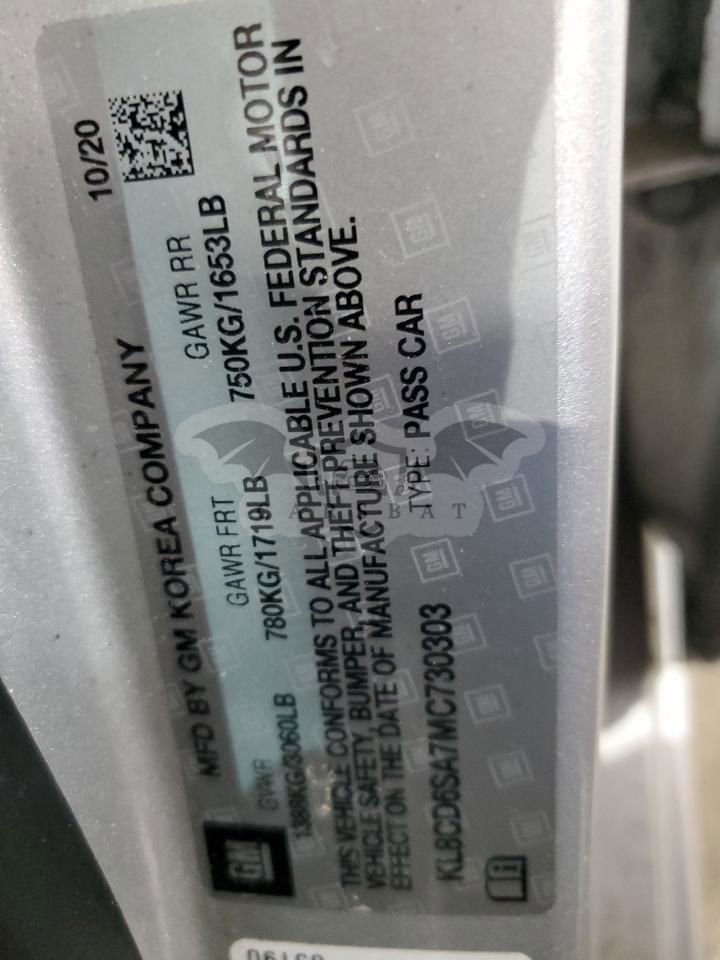 MFD BY GM KOREA COMPANY 10/20
GM
GVWR GAWR FRT GAWR RR
1388KG/3060LB 780KG/1719LB 750KG/1653LB
THIS VEHICLE CONFORMS TO ALL APPLICABLE U.S. FEDERAL MOTOR
VEHICLE SAFETY, BUMPER, AND THEFT PREVENTION STANDARDS IN
EFFECT ON THE DATE OF MANUFACTURE SHOWN ABOVE.
KL8CD6SA7MC730303 TYPE: PASS CAR